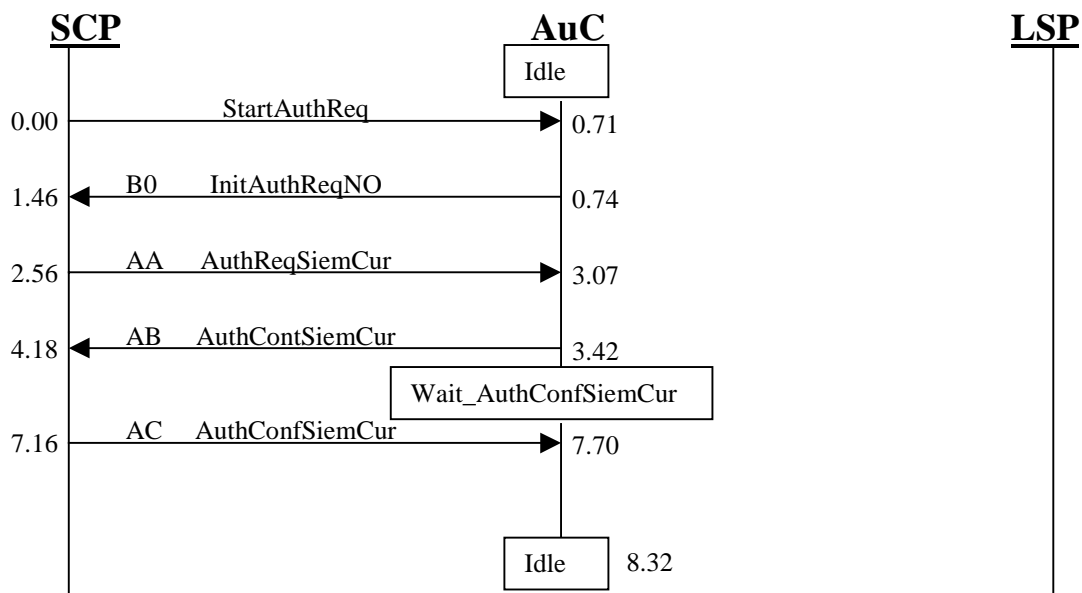 SCP AuC LSP
Idle
StartAuthReq
0.00 0.71
B0 InitAuthReqNO
1.46 0.74
AA AuthReqSiemCur
2.56 3.07
AB AuthContSiemCur
4.18 3.42
Wait_AuthConfSiemCur
AC AuthConfSiemCur
7.16 7.70
Idle 8.32